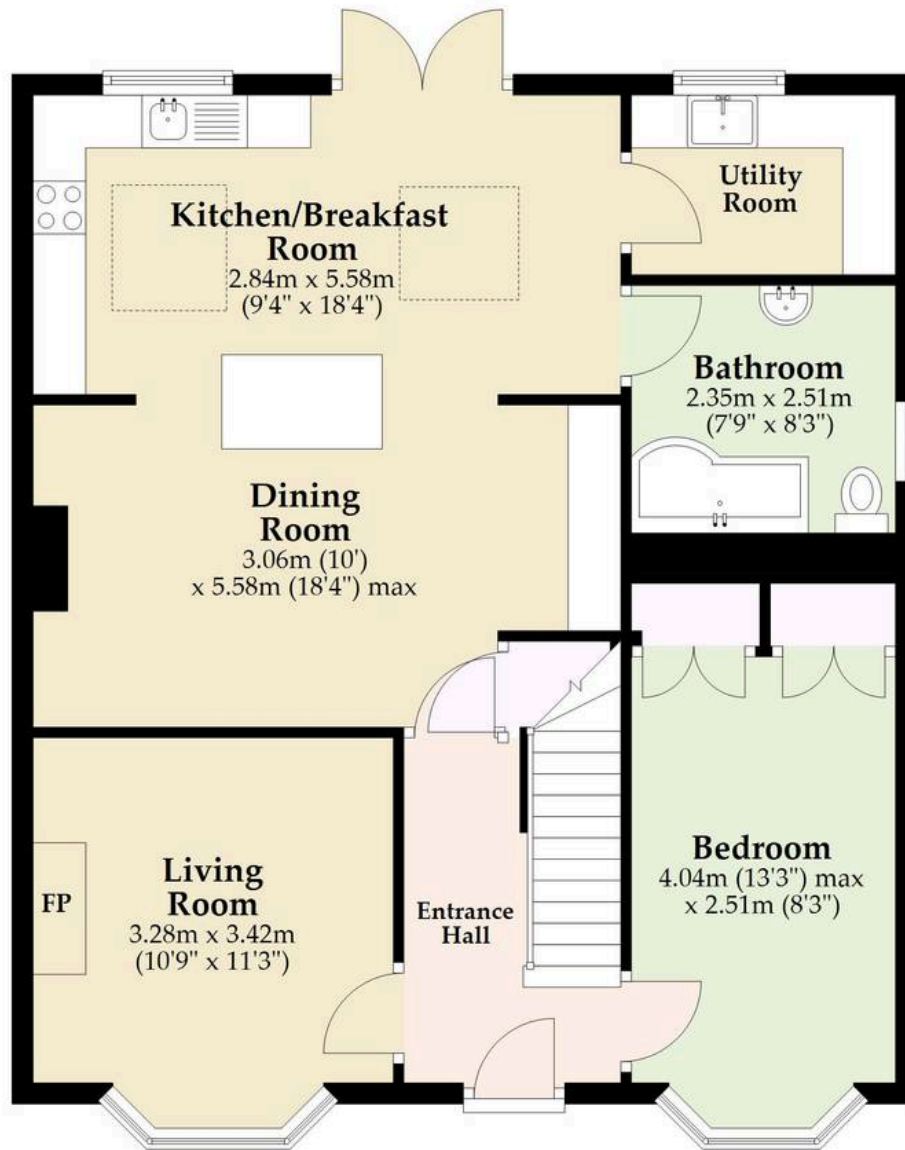 Kitchen/Breakfast
Room
2.84m x 5.58m
(9'4" x 18'4")
Utility
Room
Bathroom
2.35m x 2.51m
(7'9" x 8'3")
Dining
Room
3.06m (10')
x 5.58m (18'4") max
Living
Room
3.28m x 3.42m
(10'9" x 11'3")
FP
Entrance
Hall
Bedroom
4.04m (13'3") max
x 2.51m (8'3")